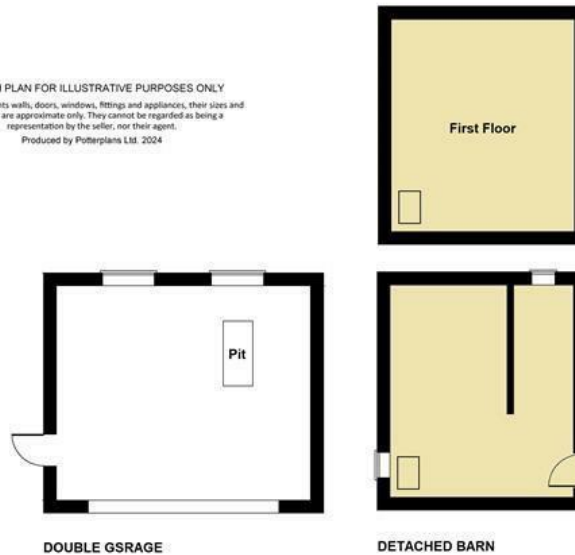 PLAN FOR ILLUSTRATIVE PURPOSES ONLY
walls, doors, windows, fittings and appliances, their sizes and
are approximate only. They cannot be regarded as being a
representation by the seller, nor their agent.
Produced by Potterplans Ltd. 2024
First Floor
Pit
DOUBLE GSRAGE
DETACHED BARN